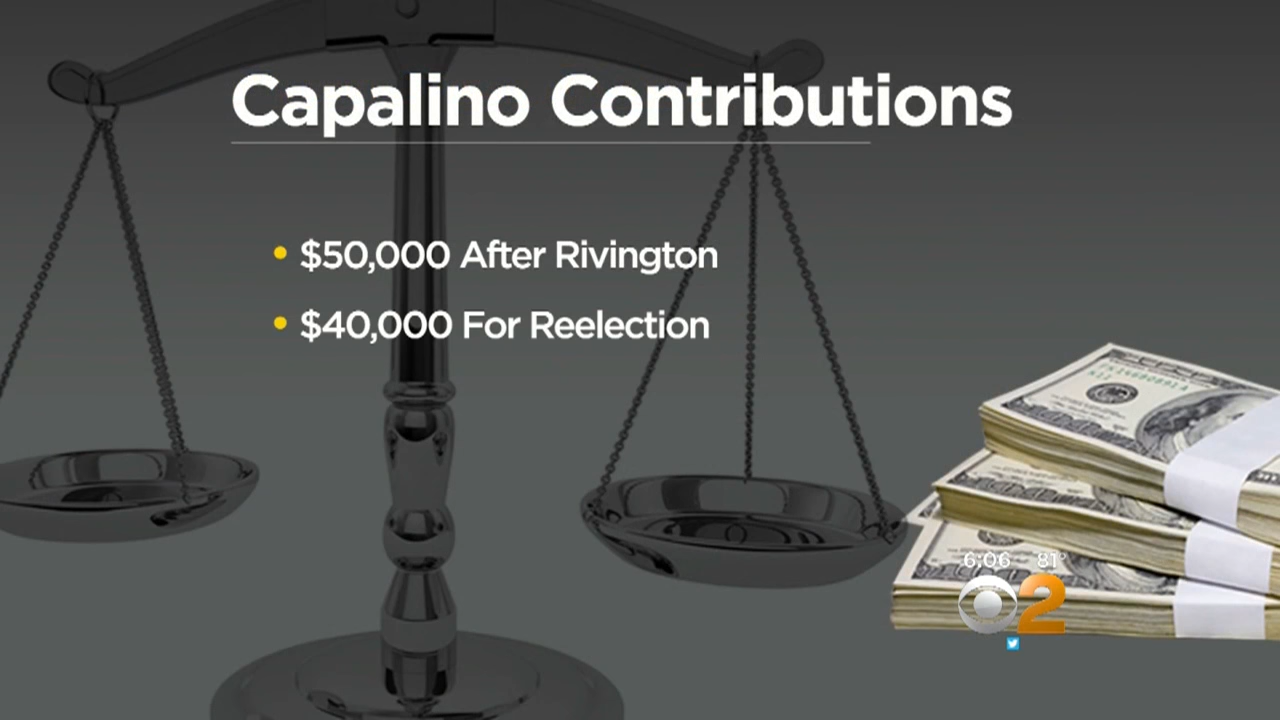 Capalino Contributions
• $50,000 After Rivington
• $40,000 For Reelection
6:06 81°
2